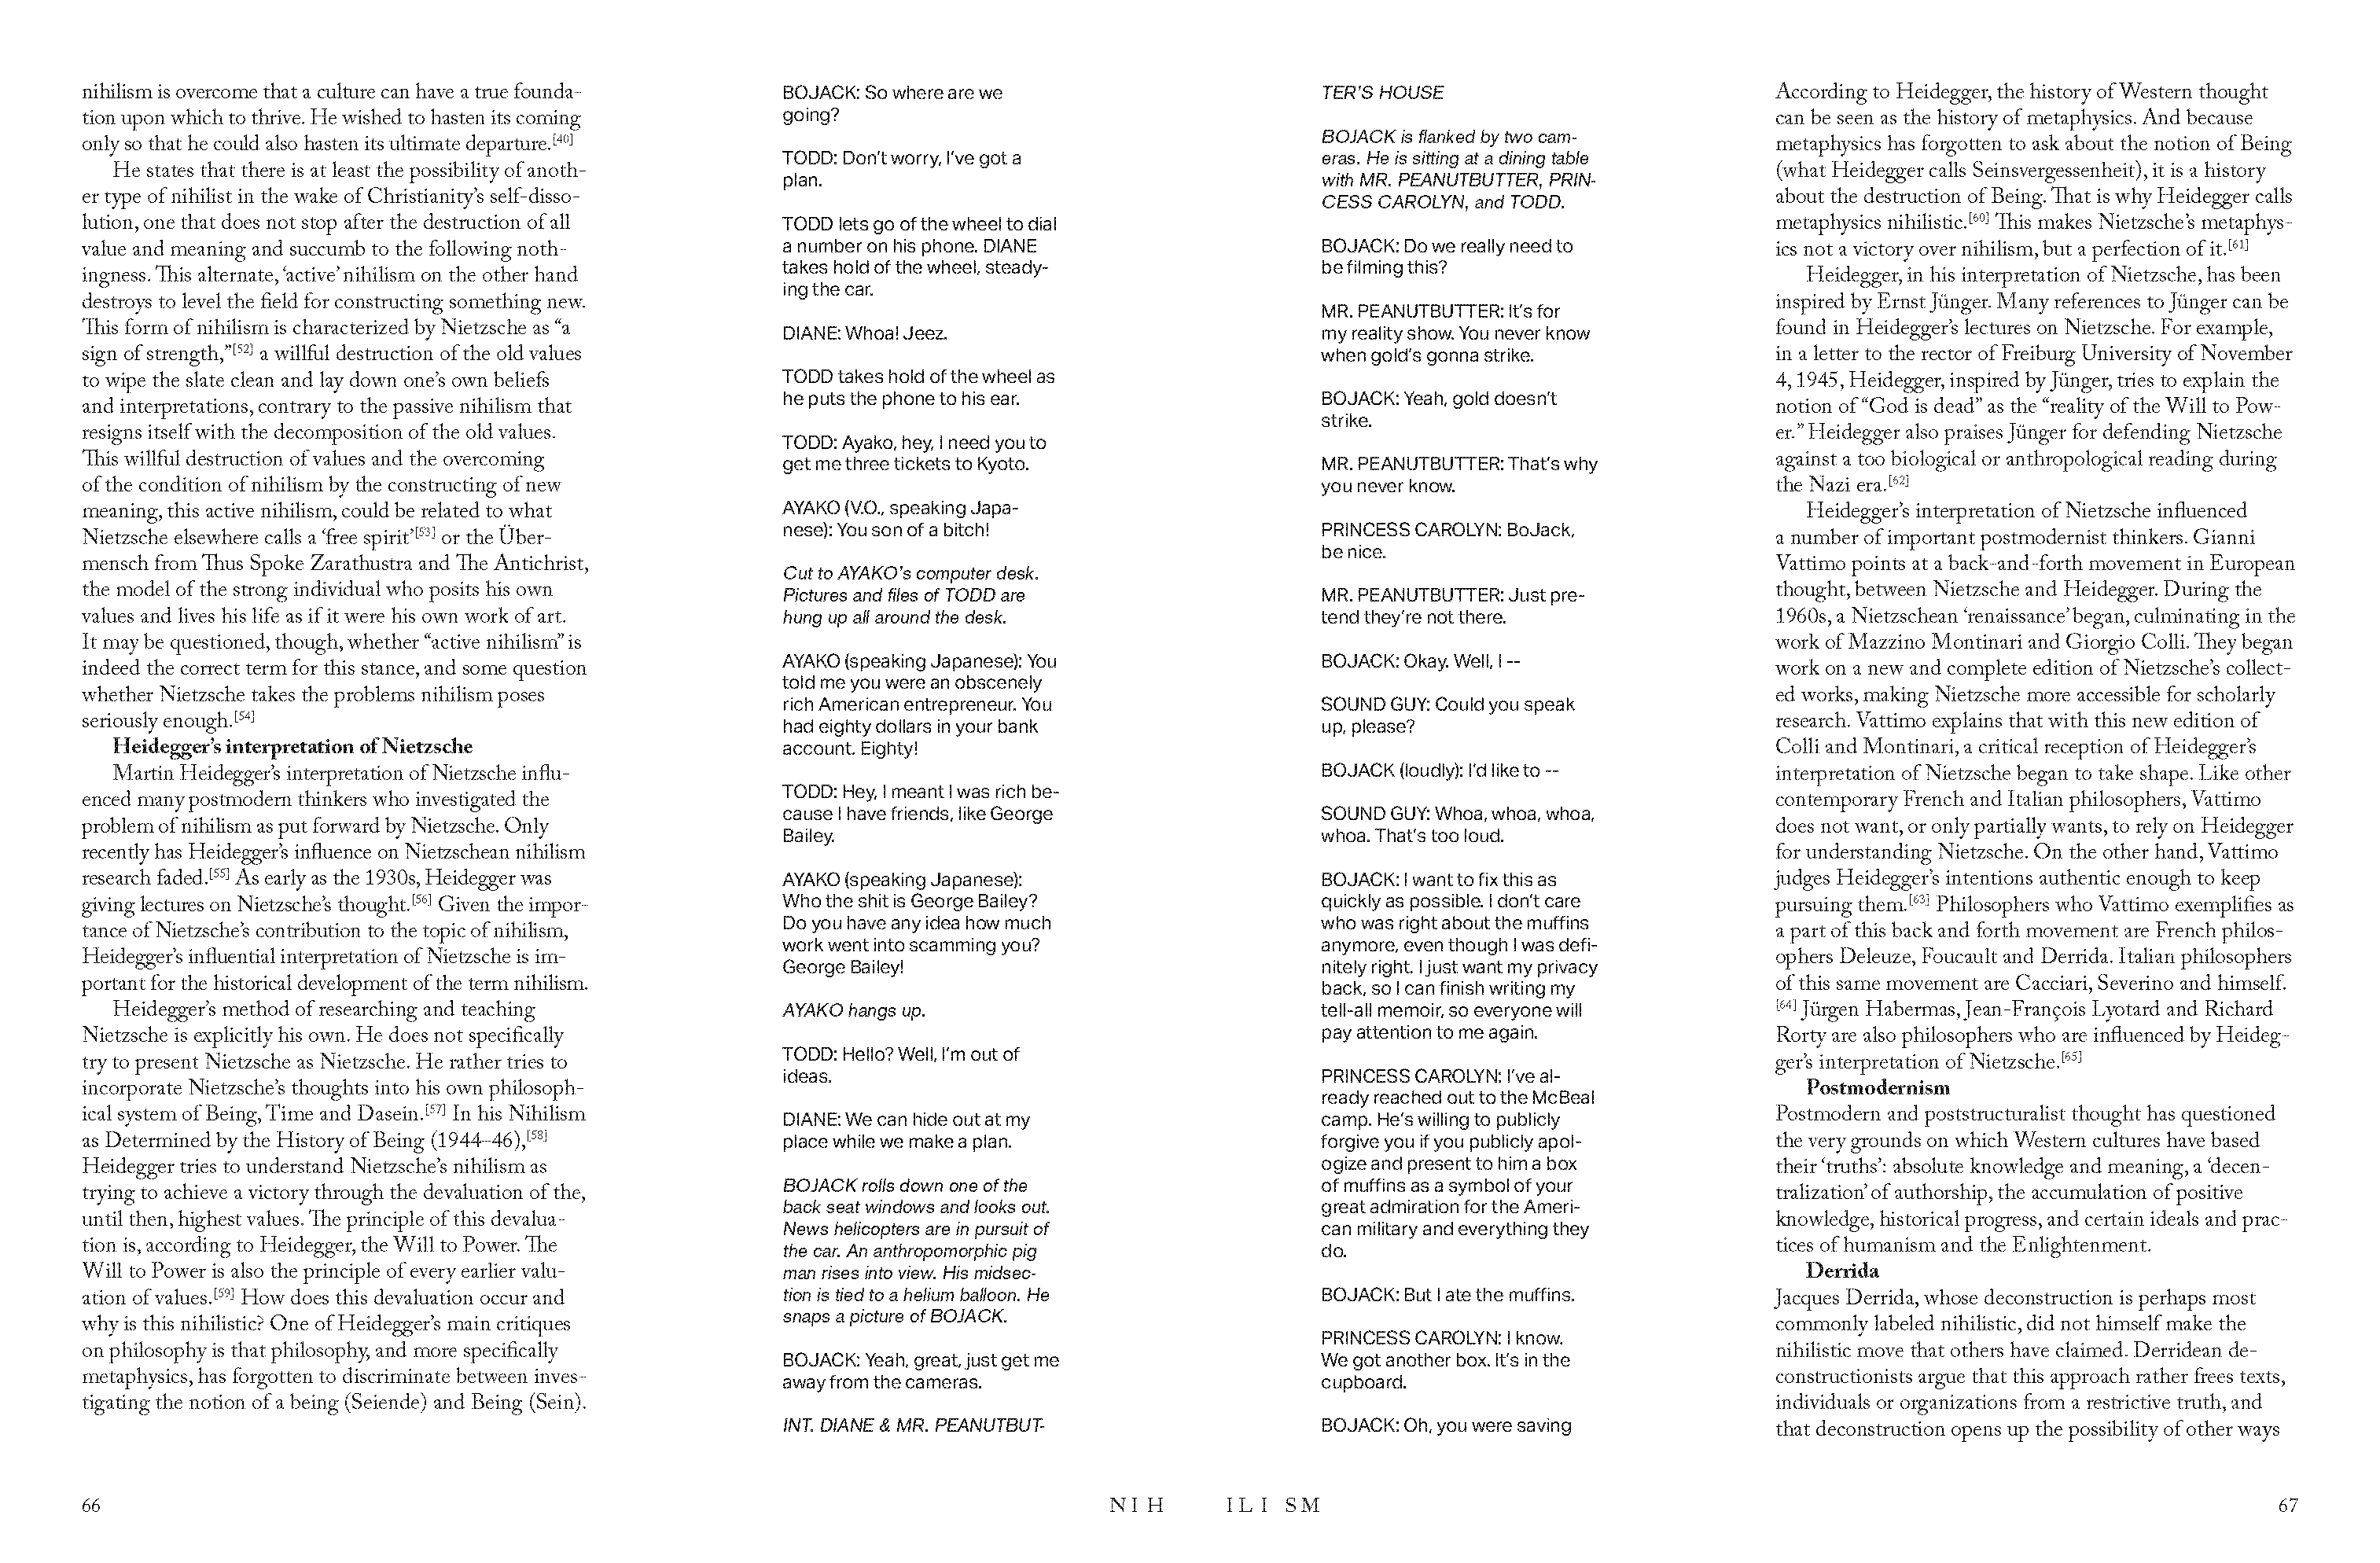 nihilism is overcome that a culture can have a true founda-
tion upon which to thrive. He wished to hasten its coming
only so that he could also hasten its ultimate departure.[40]
He states that there is at least the possibility of anoth-
er type of nihilist in the wake of Christianity’s self-disso-
lution, one that does not stop after the destruction of all
value and meaning and succumb to the following noth-
ingness. This alternate, ‘active’ nihilism on the other hand
destroys to level the field for constructing something new.
This form of nihilism is characterized by Nietzsche as “a
sign of strength,”[52] a willful destruction of the old values
to wipe the slate clean and lay down one’s own beliefs
and interpretations, contrary to the passive nihilism that
resigns itself with the decomposition of the old values.
This willful destruction of values and the overcoming
of the condition of nihilism by the constructing of new
meaning, this active nihilism, could be related to what
Nietzsche elsewhere calls a ‘free spirit’[53] or the Über-
mensch from Thus Spoke Zarathustra and The Antichrist,
the model of the strong individual who posits his own
values and lives his life as if it were his own work of art.
It may be questioned, though, whether “active nihilism” is
indeed the correct term for this stance, and some question
whether Nietzsche takes the problems nihilism poses
seriously enough.[54]
Heidegger’s interpretation of Nietzsche
Martin Heidegger’s interpretation of Nietzsche influ-
enced many postmodern thinkers who investigated the
problem of nihilism as put forward by Nietzsche. Only
recently has Heidegger’s influence on Nietzschean nihilism
research faded.[55] As early as the 1930s, Heidegger was
giving lectures on Nietzsche’s thought.[56] Given the impor-
tance of Nietzsche’s contribution to the topic of nihilism,
Heidegger’s influential interpretation of Nietzsche is im-
portant for the historical development of the term nihilism.
Heidegger’s method of researching and teaching
Nietzsche is explicitly his own. He does not specifically
try to present Nietzsche as Nietzsche. He rather tries to
incorporate Nietzsche’s thoughts into his own philosoph-
ical system of Being, Time and Dasein.[57] In his Nihilism
as Determined by the History of Being (1944–46),[58]
Heidegger tries to understand Nietzsche’s nihilism as
trying to achieve a victory through the devaluation of the,
until then, highest values. The principle of this devalua-
tion is, according to Heidegger, the Will to Power. The
Will to Power is also the principle of every earlier valu-
ation of values.[59] How does this devaluation occur and
why is this nihilistic? One of Heidegger’s main critiques
on philosophy is that philosophy, and more specifically
metaphysics, has forgotten to discriminate between inves-
tigating the notion of a being (Seiende) and Being (Sein).
BOJACK: So where are we
going?
TODD: Don’t worry, I’ve got a
plan.
TODD lets go of the wheel to dial
a number on his phone. DIANE
takes hold of the wheel, steady-
ing the car.
DIANE: Whoa! Jeez.
TODD takes hold of the wheel as
he puts the phone to his ear.
TODD: Ayako, hey, I need you to
get me three tickets to Kyoto.
AYAKO (V.O., speaking Japa-
nese): You son of a bitch!
Cut to AYAKO’s computer desk.
Pictures and files of TODD are
hung up all around the desk.
AYAKO (speaking Japanese): You
told me you were an obscenely
rich American entrepreneur. You
had eighty dollars in your bank
account. Eighty!
TODD: Hey, I meant I was rich be-
cause I have friends, like George
Bailey.
AYAKO (speaking Japanese):
Who the shit is George Bailey?
Do you have any idea how much
work went into scamming you?
George Bailey!
AYAKO hangs up.
TODD: Hello? Well, I’m out of
ideas.
DIANE: We can hide out at my
place while we make a plan.
BOJACK rolls down one of the
back seat windows and looks out.
News helicopters are in pursuit of
the car. An anthropomorphic pig
man rises into view. His midsec-
tion is tied to a helium balloon. He
snaps a picture of BOJACK.
BOJACK: Yeah, great, just get me
away from the cameras.
INT. DIANE & MR. PEANUTBUT-
TER’S HOUSE
BOJACK is flanked by two cam-
eras. He is sitting at a dining table
with MR. PEANUTBUTTER, PRIN-
CESS CAROLYN, and TODD.
BOJACK: Do we really need to
be filming this?
MR. PEANUTBUTTER: It’s for
my reality show. You never know
when gold’s gonna strike.
BOJACK: Yeah, gold doesn’t
strike.
MR. PEANUTBUTTER: That’s why
you never know.
PRINCESS CAROLYN: BoJack,
be nice.
MR. PEANUTBUTTER: Just pre-
tend they’re not there.
BOJACK: Okay. Well, I --
SOUND GUY: Could you speak
up, please?
BOJACK (loudly): I’d like to --
SOUND GUY: Whoa, whoa, whoa,
whoa. That’s too loud.
BOJACK: I want to fix this as
quickly as possible. I don’t care
who was right about the muffins
anymore, even though I was defi-
nitely right. I just want my privacy
back, so I can finish writing my
tell-all memoir, so everyone will
pay attention to me again.
PRINCESS CAROLYN: I’ve al-
ready reached out to the McBeal
camp. He’s willing to publicly
forgive you if you publicly apol-
ogize and present to him a box
of muffins as a symbol of your
great admiration for the Ameri-
can military and everything they
do.
BOJACK: But I ate the muffins.
PRINCESS CAROLYN: I know.
We got another box. It’s in the
cupboard.
BOJACK: Oh, you were saving
According to Heidegger, the history of Western thought
can be seen as the history of metaphysics. And because
metaphysics has forgotten to ask about the notion of Being
(what Heidegger calls Seinsvergessenheit), it is a history
about the destruction of Being. That is why Heidegger calls
metaphysics nihilistic.[60] This makes Nietzsche’s metaphys-
ics not a victory over nihilism, but a perfection of it.[61]
Heidegger, in his interpretation of Nietzsche, has been
inspired by Ernst Jünger. Many references to Jünger can be
found in Heidegger’s lectures on Nietzsche. For example,
in a letter to the rector of Freiburg University of November
4, 1945, Heidegger, inspired by Jünger, tries to explain the
notion of “God is dead” as the “reality of the Will to Pow-
er.” Heidegger also praises Jünger for defending Nietzsche
against a too biological or anthropological reading during
the Nazi era.[62]
Heidegger’s interpretation of Nietzsche influenced
a number of important postmodernist thinkers. Gianni
Vattimo points at a back-and-forth movement in European
thought, between Nietzsche and Heidegger. During the
1960s, a Nietzschean ‘renaissance’ began, culminating in the
work of Mazzino Montinari and Giorgio Colli. They began
work on a new and complete edition of Nietzsche’s collect-
ed works, making Nietzsche more accessible for scholarly
research. Vattimo explains that with this new edition of
Colli and Montinari, a critical reception of Heidegger’s
interpretation of Nietzsche began to take shape. Like other
contemporary French and Italian philosophers, Vattimo
does not want, or only partially wants, to rely on Heidegger
for understanding Nietzsche. On the other hand, Vattimo
judges Heidegger’s intentions authentic enough to keep
pursuing them.[63] Philosophers who Vattimo exemplifies as
a part of this back and forth movement are French philos-
ophers Deleuze, Foucault and Derrida. Italian philosophers
of this same movement are Cacciari, Severino and himself.
[64] Jürgen Habermas, Jean-François Lyotard and Richard
Rorty are also philosophers who are influenced by Heideg-
ger’s interpretation of Nietzsche.[65]
Postmodernism
Postmodern and poststructuralist thought has questioned
the very grounds on which Western cultures have based
their ‘truths’: absolute knowledge and meaning, a ‘decen-
tralization’ of authorship, the accumulation of positive
knowledge, historical progress, and certain ideals and prac-
tices of humanism and the Enlightenment.
Derrida
Jacques Derrida, whose deconstruction is perhaps most
commonly labeled nihilistic, did not himself make the
nihilistic move that others have claimed. Derridean de-
constructionists argue that this approach rather frees texts,
individuals or organizations from a restrictive truth, and
that deconstruction opens up the possibility of other ways
66
NIH ILI SM
67